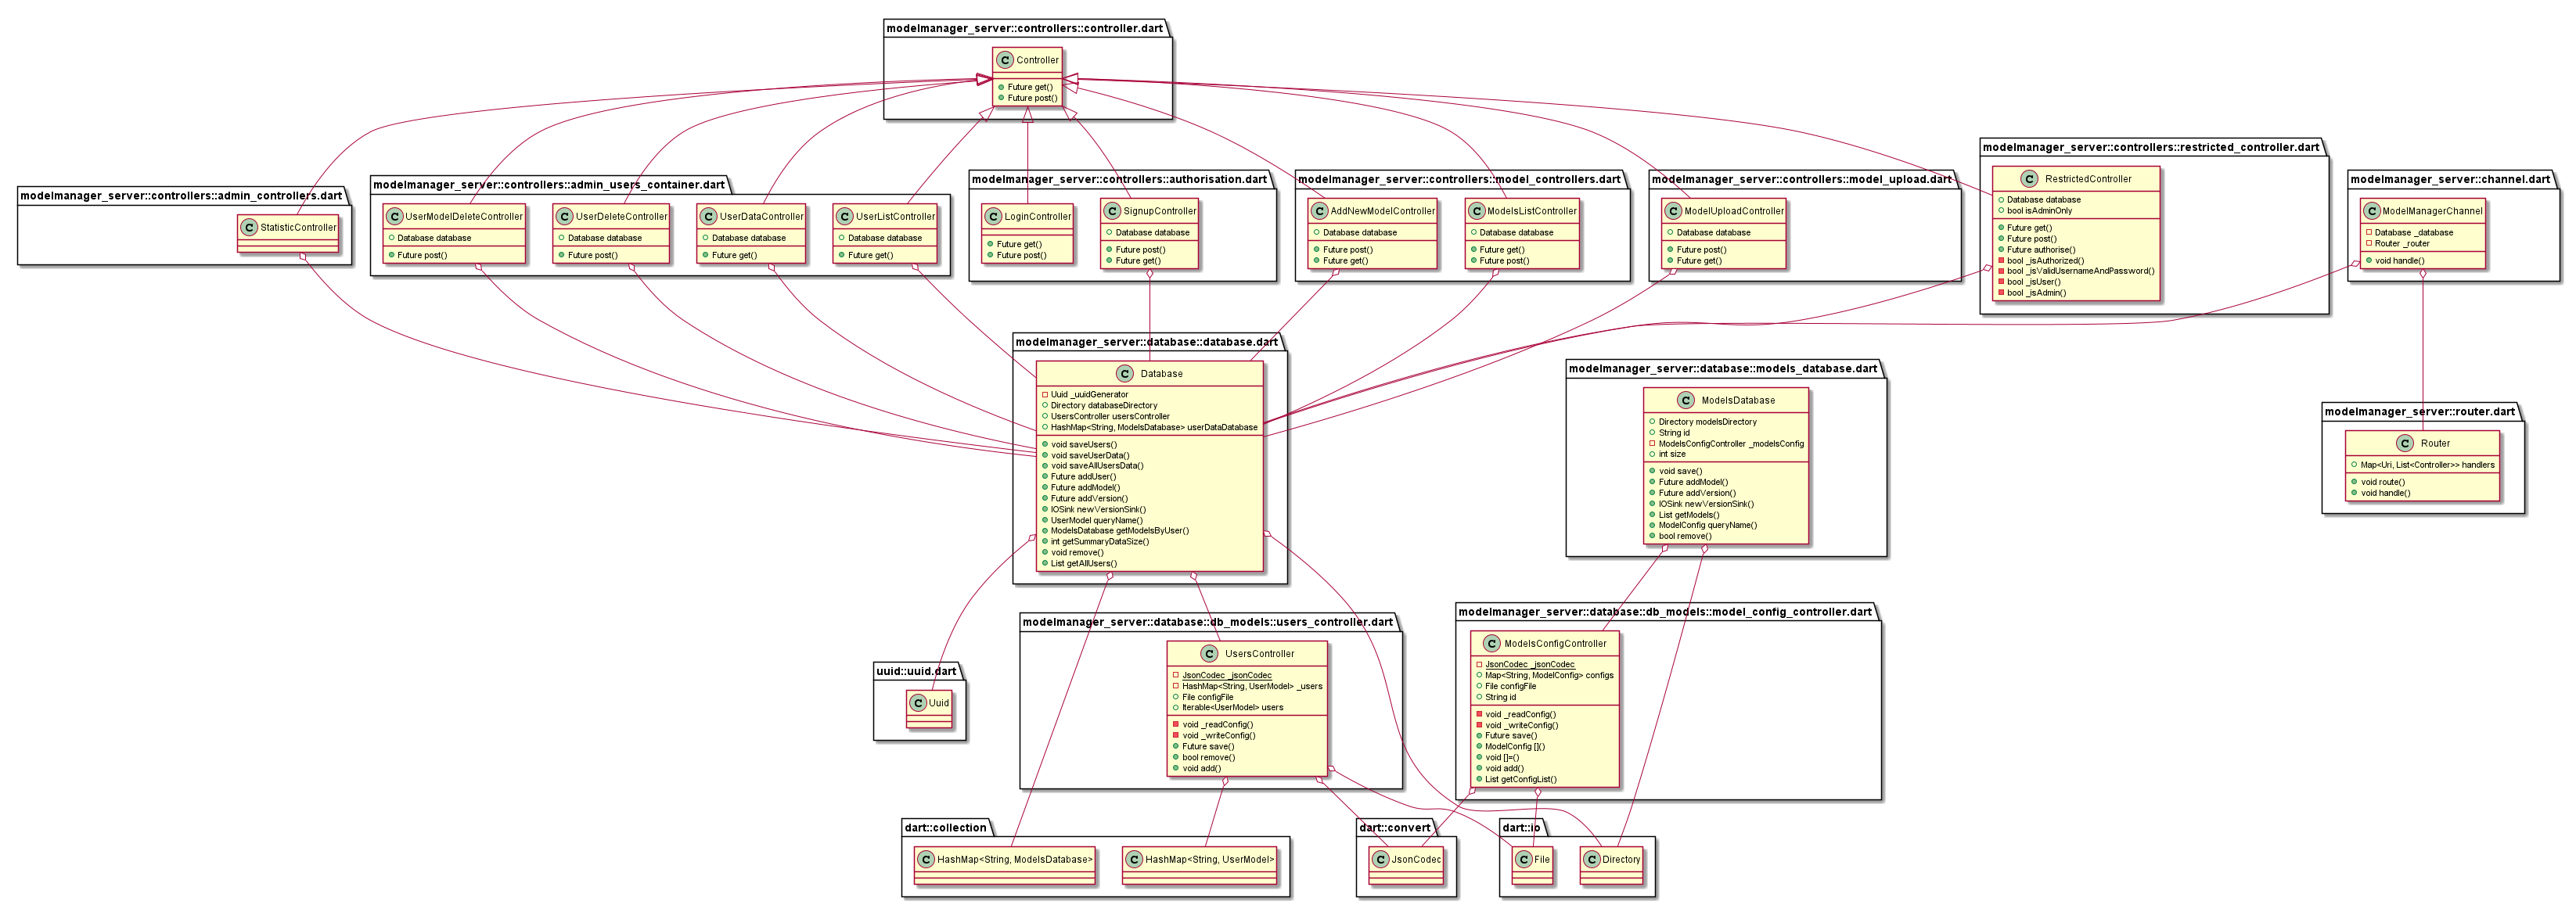 modelmanager_server::controllers::controller.dart
C Controller
Future get()
Future post()
modelmanager_server::controllers::admin_controllers.dart
C StatisticController
modelmanager_server::controllers::admin_users_container.dart
C UserModelDeleteController
Database database
Future post()
C UserDeleteController
Database database
Future post()
C UserDataController
Database database
Future get()
C UserListController
Database database
Future get()
modelmanager_server::controllers::authorisation.dart
C LoginController
Future get()
Future post()
C SignupController
Database database
Future post()
Future get()
modelmanager_server::controllers::model_controllers.dart
C AddNewModelController
Database database
Future post()
Future get()
C ModelsListController
Database database
Future get()
Future post()
modelmanager_server::controllers::model_upload.dart
C ModelUploadController
Database database
Future post()
Future get()
modelmanager_server::controllers::restricted_controller.dart
C RestrictedController
Database database
bool isAdminOnly
Future get()
Future post()
Future authorise()
bool _isAuthorized()
bool _isValidUsernameAndPassword()
bool _isUser()
bool _isAdmin()
modelmanager_server::channel.dart
C ModelManagerChannel
Database _database
Router _router
void handle()
modelmanager_server::database::database.dart
C Database
Uuid _uuidGenerator
Directory databaseDirectory
UsersController usersController
HashMap<String, ModelsDatabase> userDataDatabase
void saveUsers()
void saveUserData()
void saveAllUsersData()
Future addUser()
Future addModel()
Future addVersion()
IOSink newVersionSink()
UserModel queryName()
ModelsDatabase getModelsByUser()
int getSummaryDataSize()
void remove()
List getAllUsers()
modelmanager_server::database::models_database.dart
C ModelsDatabase
Directory modelsDirectory
String id
ModelsConfigController _modelsConfig
int size
void save()
Future addModel()
Future addVersion()
IOSink newVersionSink()
List getModels()
ModelConfig queryName()
bool remove()
modelmanager_server::router.dart
C Router
Map<Uri, List<Controller>> handlers
void route()
void handle()
uuid::uuid.dart
C Uuid
modelmanager_server::database::db_models::users_controller.dart
C UsersController
JsonCodec _jsonCodec
HashMap<String, UserModel> _users
File configFile
Iterable<UserModel> users
void _readConfig()
void _writeConfig()
Future save()
bool remove()
void add()
modelmanager_server::database::db_models::model_config_controller.dart
C ModelsConfigController
JsonCodec _jsonCodec
Map<String, ModelConfig> configs
File configFile
String id
void _readConfig()
void _writeConfig()
Future save()
ModelConfig []()
void []=()
void add()
List getConfigList()
dart::collection
C HashMap<String, ModelsDatabase>
C HashMap<String, UserModel>
dart::convert
C JsonCodec
dart::io
C File
C Directory